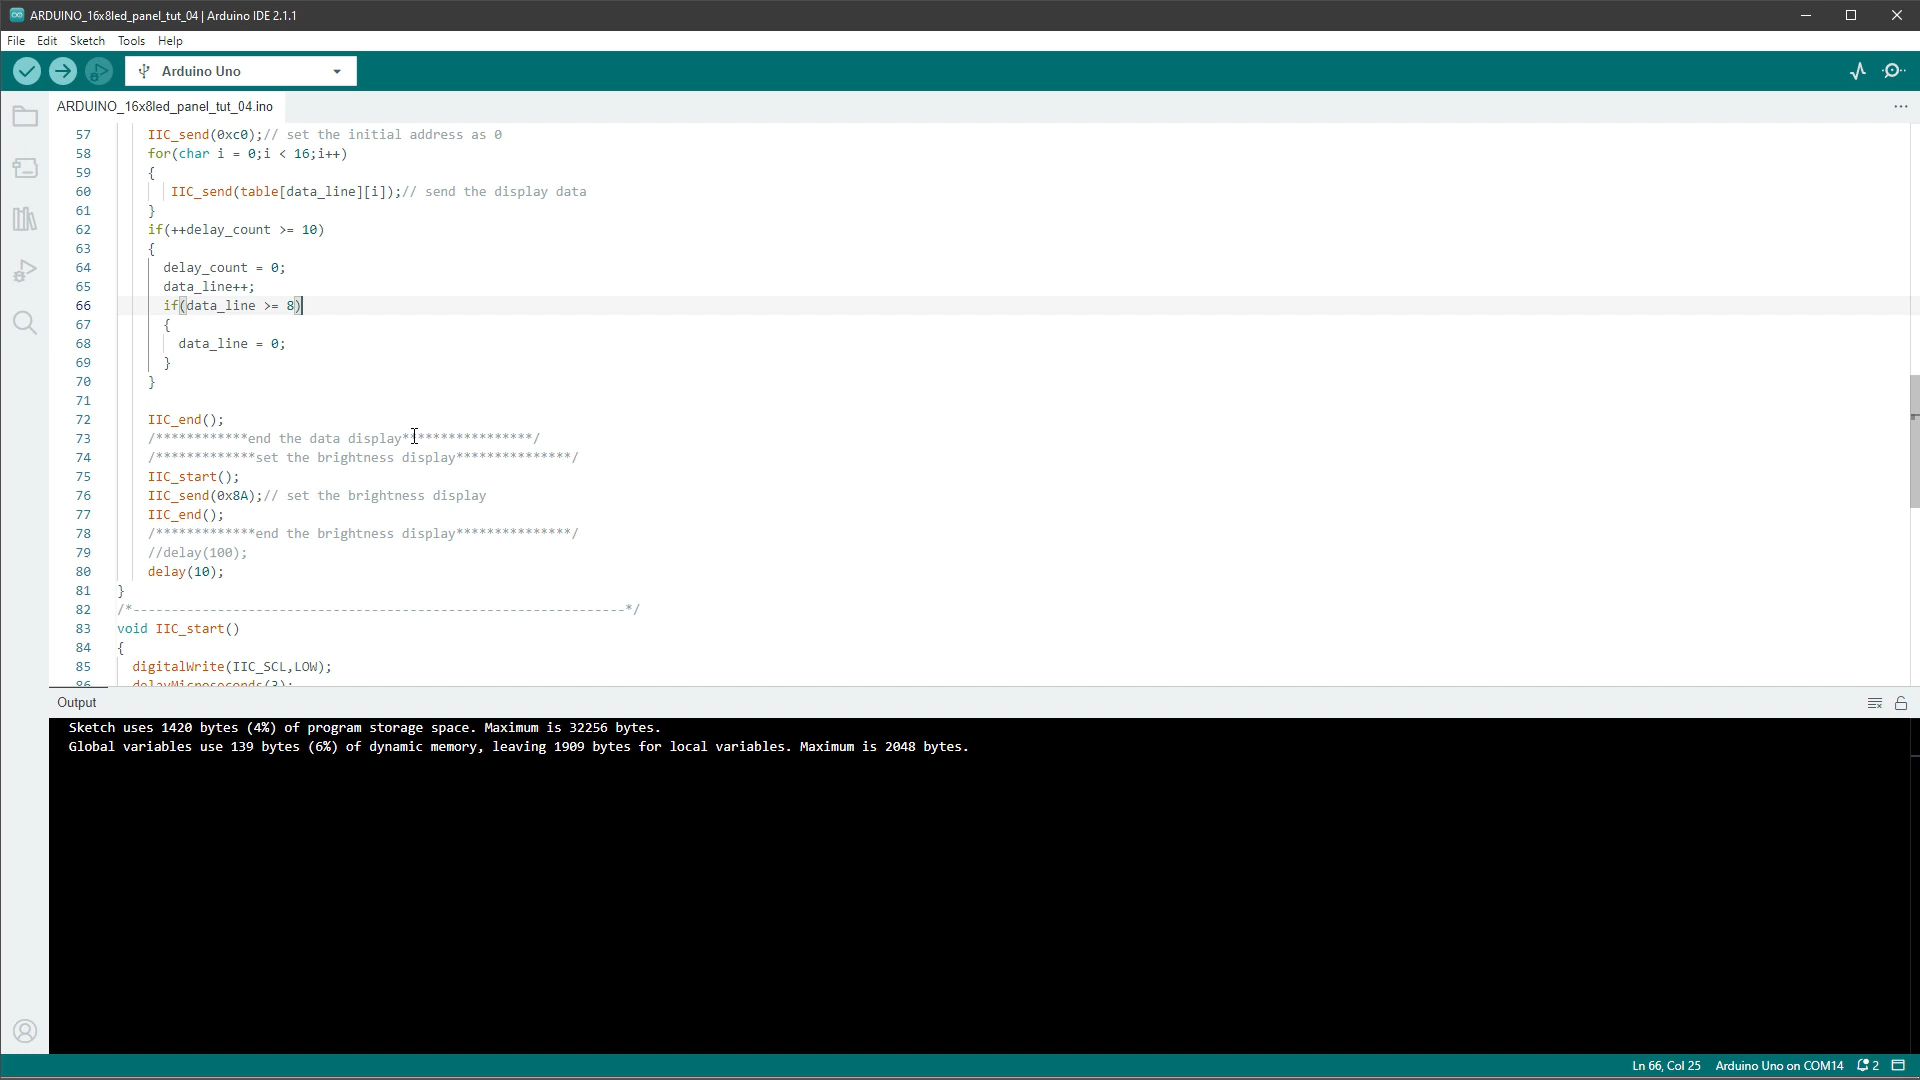 ARDUINO_16x8led_panel_tut_04 | Arduino IDE 2.1.1
File Edit Sketch Tools Help
Arduino Uno
ARDUINO_16x8led_panel_tut_04.ino
57 IIC_send(0xc0);// set the initial address as 0
58 for(char i = 0;i < 16;i++)
59 {
60 IIC_send(table[data_line][i]);// send the display data
61 }
62 if(++delay_count >= 10)
63 {
64 delay_count = 0;
65 data_line++;
66 if(data_line >= 8)
67 {
68 data_line = 0;
69 }
70 }
71
72 IIC_end();
73 /************end the data display*****************/
74 /*************set the brightness display***************/
75 IIC_start();
76 IIC_send(0x8A);// set the brightness display
77 IIC_end();
78 /*************end the brightness display***************/
79 //delay(100);
80 delay(10);
81 }
82 /*----------------------------------------------------------------*/
83 void IIC_start()
84 {
85 digitalWrite(IIC_SCL,LOW);
86 delayMicroseconds(3);
Output
Sketch uses 1420 bytes (4%) of program storage space. Maximum is 32256 bytes.
Global variables use 139 bytes (6%) of dynamic memory, leaving 1909 bytes for local variables. Maximum is 2048 bytes.
Ln 66, Col 25 Arduino Uno on COM14 2